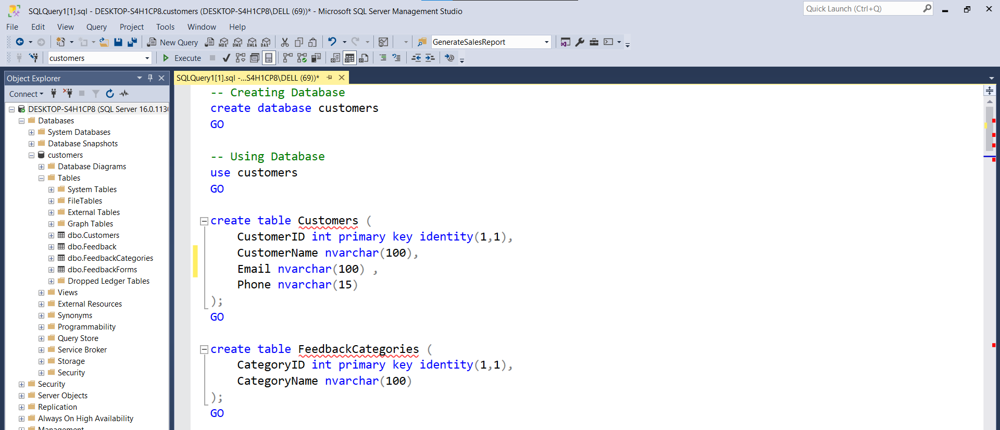 SQLQuery1[1].sql - DESKTOP-S4H1CP8.customers (DESKTOP-S4H1CP8\DELL (69))* - Microsoft SQL Server Management Studio
Quick Launch (Ctrl+Q)
File Edit View Query Project Tools Window Help
New Query MDX DMX XMLA DAX GenerateSalesReport
customers Execute
Object Explorer
Connect
DESKTOP-S4H1CP8 (SQL Server 16.0.113
Databases
System Databases
Database Snapshots
customers
Database Diagrams
Tables
System Tables
FileTables
External Tables
Graph Tables
dbo.Customers
dbo.Feedback
dbo.FeedbackCategories
dbo.FeedbackForms
Dropped Ledger Tables
Views
External Resources
Synonyms
Programmability
Query Store
Service Broker
Storage
Security
Security
Server Objects
Replication
Always On High Availability
Management
SQLQuery1[1].sql -...S4H1CP8\DELL (69))*
-- Creating Database
create database customers
GO
-- Using Database
use customers
GO
create table Customers (
CustomerID int primary key identity(1,1),
CustomerName nvarchar(100),
Email nvarchar(100) ,
Phone nvarchar(15)
);
GO
create table FeedbackCategories (
CategoryID int primary key identity(1,1),
CategoryName nvarchar(100)
);
GO